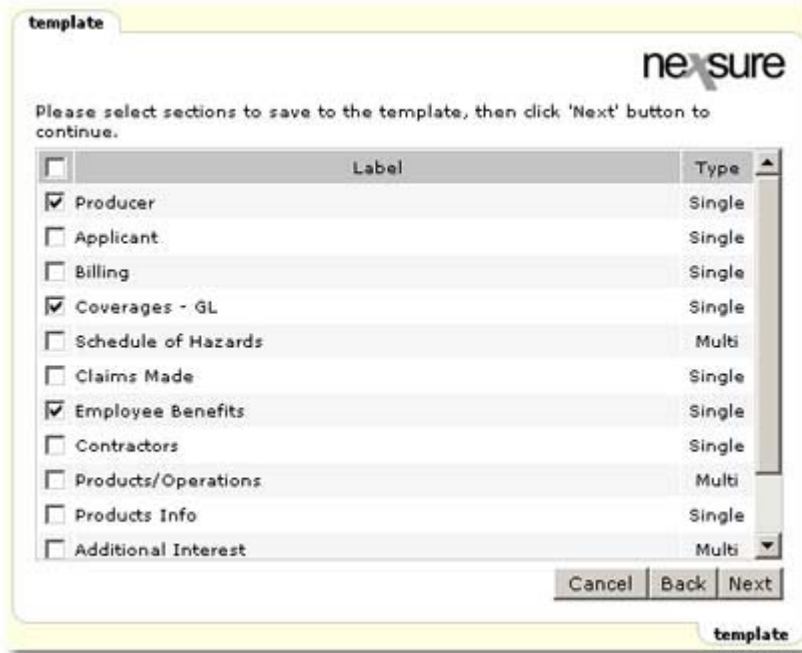 template
nexsure
Please select sections to save to the template, then click 'Next' button to
continue.
Label Type
Producer Single
Applicant Single
Billing Single
Coverages - GL Single
Schedule of Hazards Multi
Claims Made Single
Employee Benefits Single
Contractors Single
Products/Operations Multi
Products Info Single
Additional Interest Multi
Cancel Back Next
template